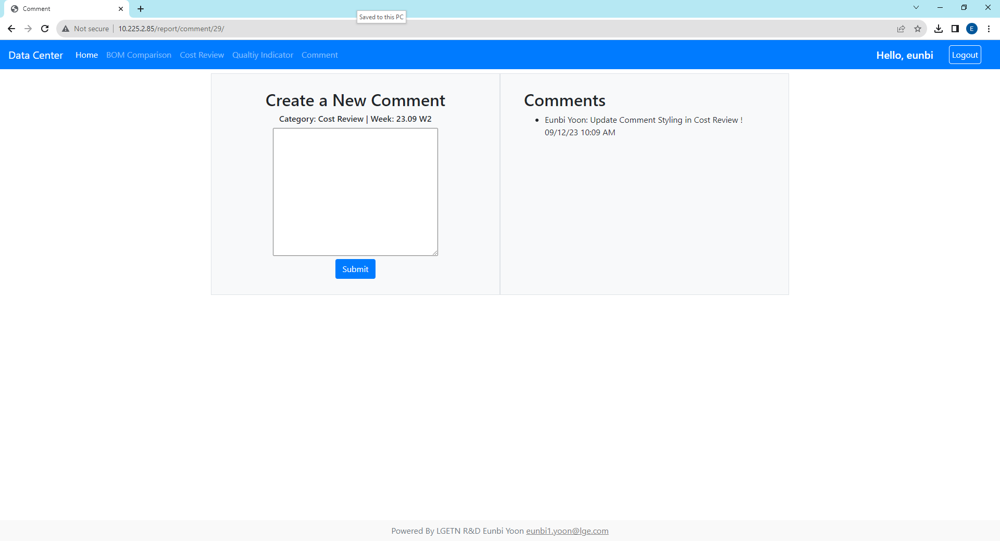 Comment
Saved to this PC
Not secure 10.225.2.85/report/comment/29/
E
Data Center Home BOM Comparison Cost Review Qualtiy Indicator Comment Hello, eunbi Logout
Create a New Comment
Category: Cost Review | Week: 23.09 W2
Submit
Comments
Eunbi Yoon: Update Comment Styling in Cost Review !
09/12/23 10:09 AM
Powered By LGETN R&D Eunbi Yoon eunbi1.yoon@lge.com